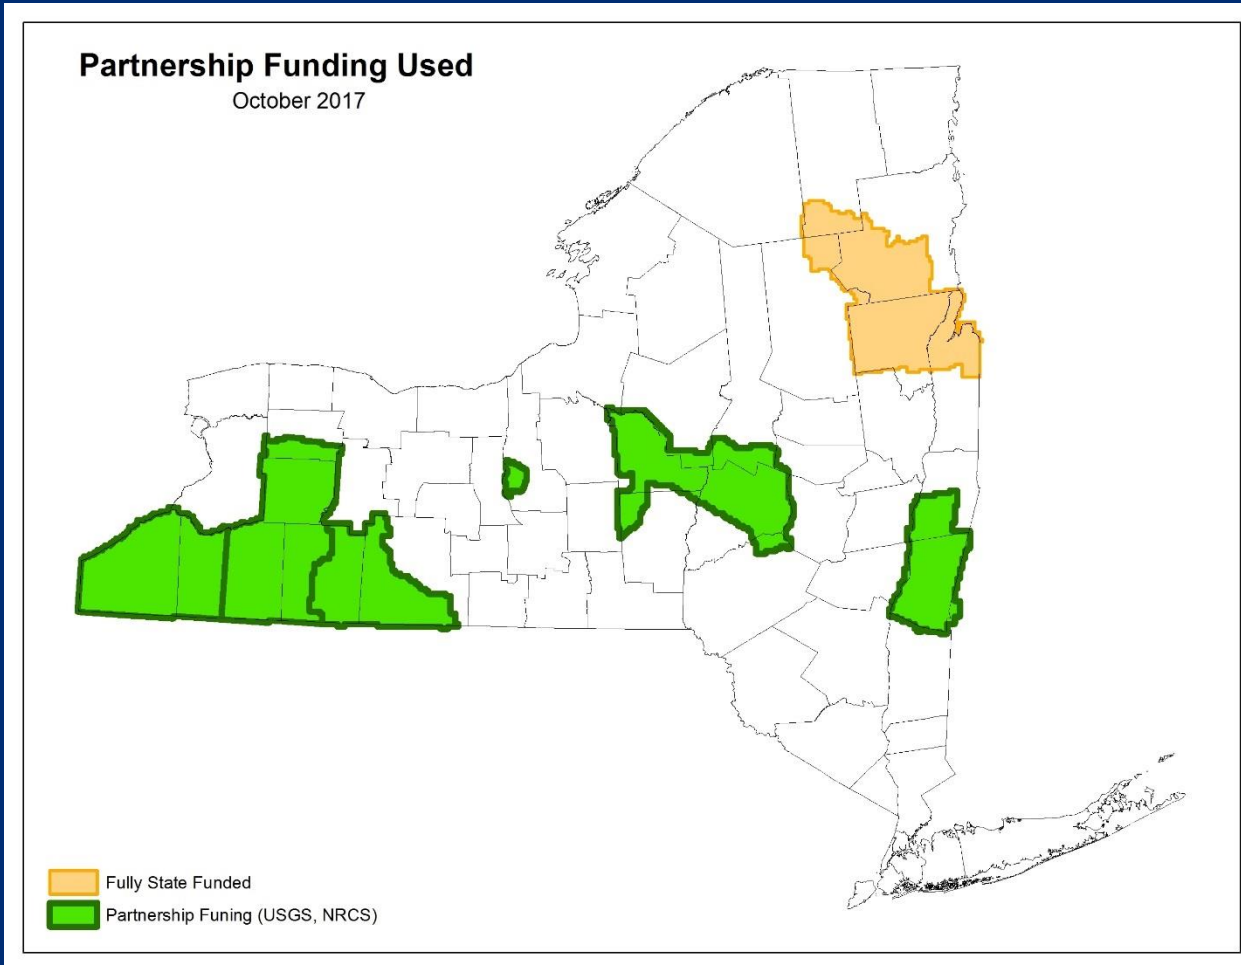 Partnership Funding Used
October 2017
Fully State Funded
Partnership Funing (USGS, NRCS)